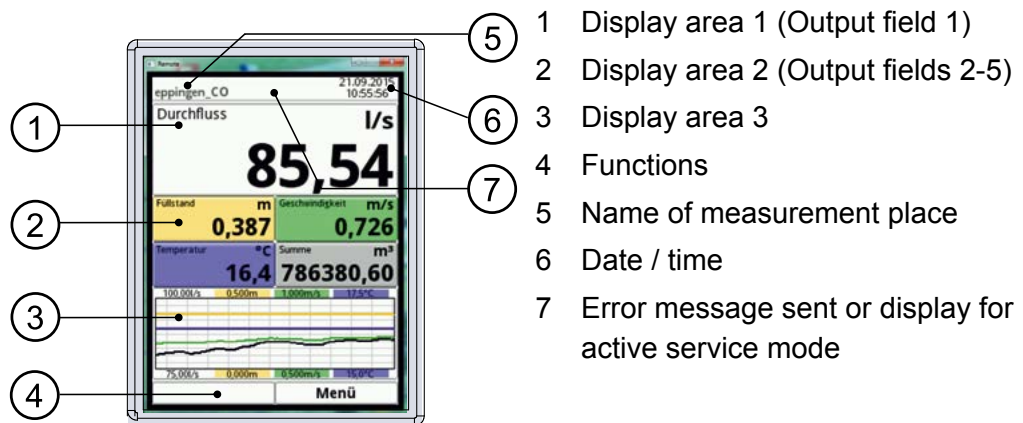 Remote
eppingen_CO
21.09.2015
10:55:56
Durchfluss
l/s
85,54
Füllstand m
0,387
Geschwindigkeit m/s
0,726
Temperatur °C
16,4
Summe m³
786380,60
100,00l/s 0,500m 1,000m/s 17,5°C
75,00l/s 0,000m 0,500m/s 15,0°C
Menü
1
2
3
4
5
6
7
1 Display area 1 (Output field 1)
2 Display area 2 (Output fields 2-5)
3 Display area 3
4 Functions
5 Name of measurement place
6 Date / time
7 Error message sent or display for
active service mode